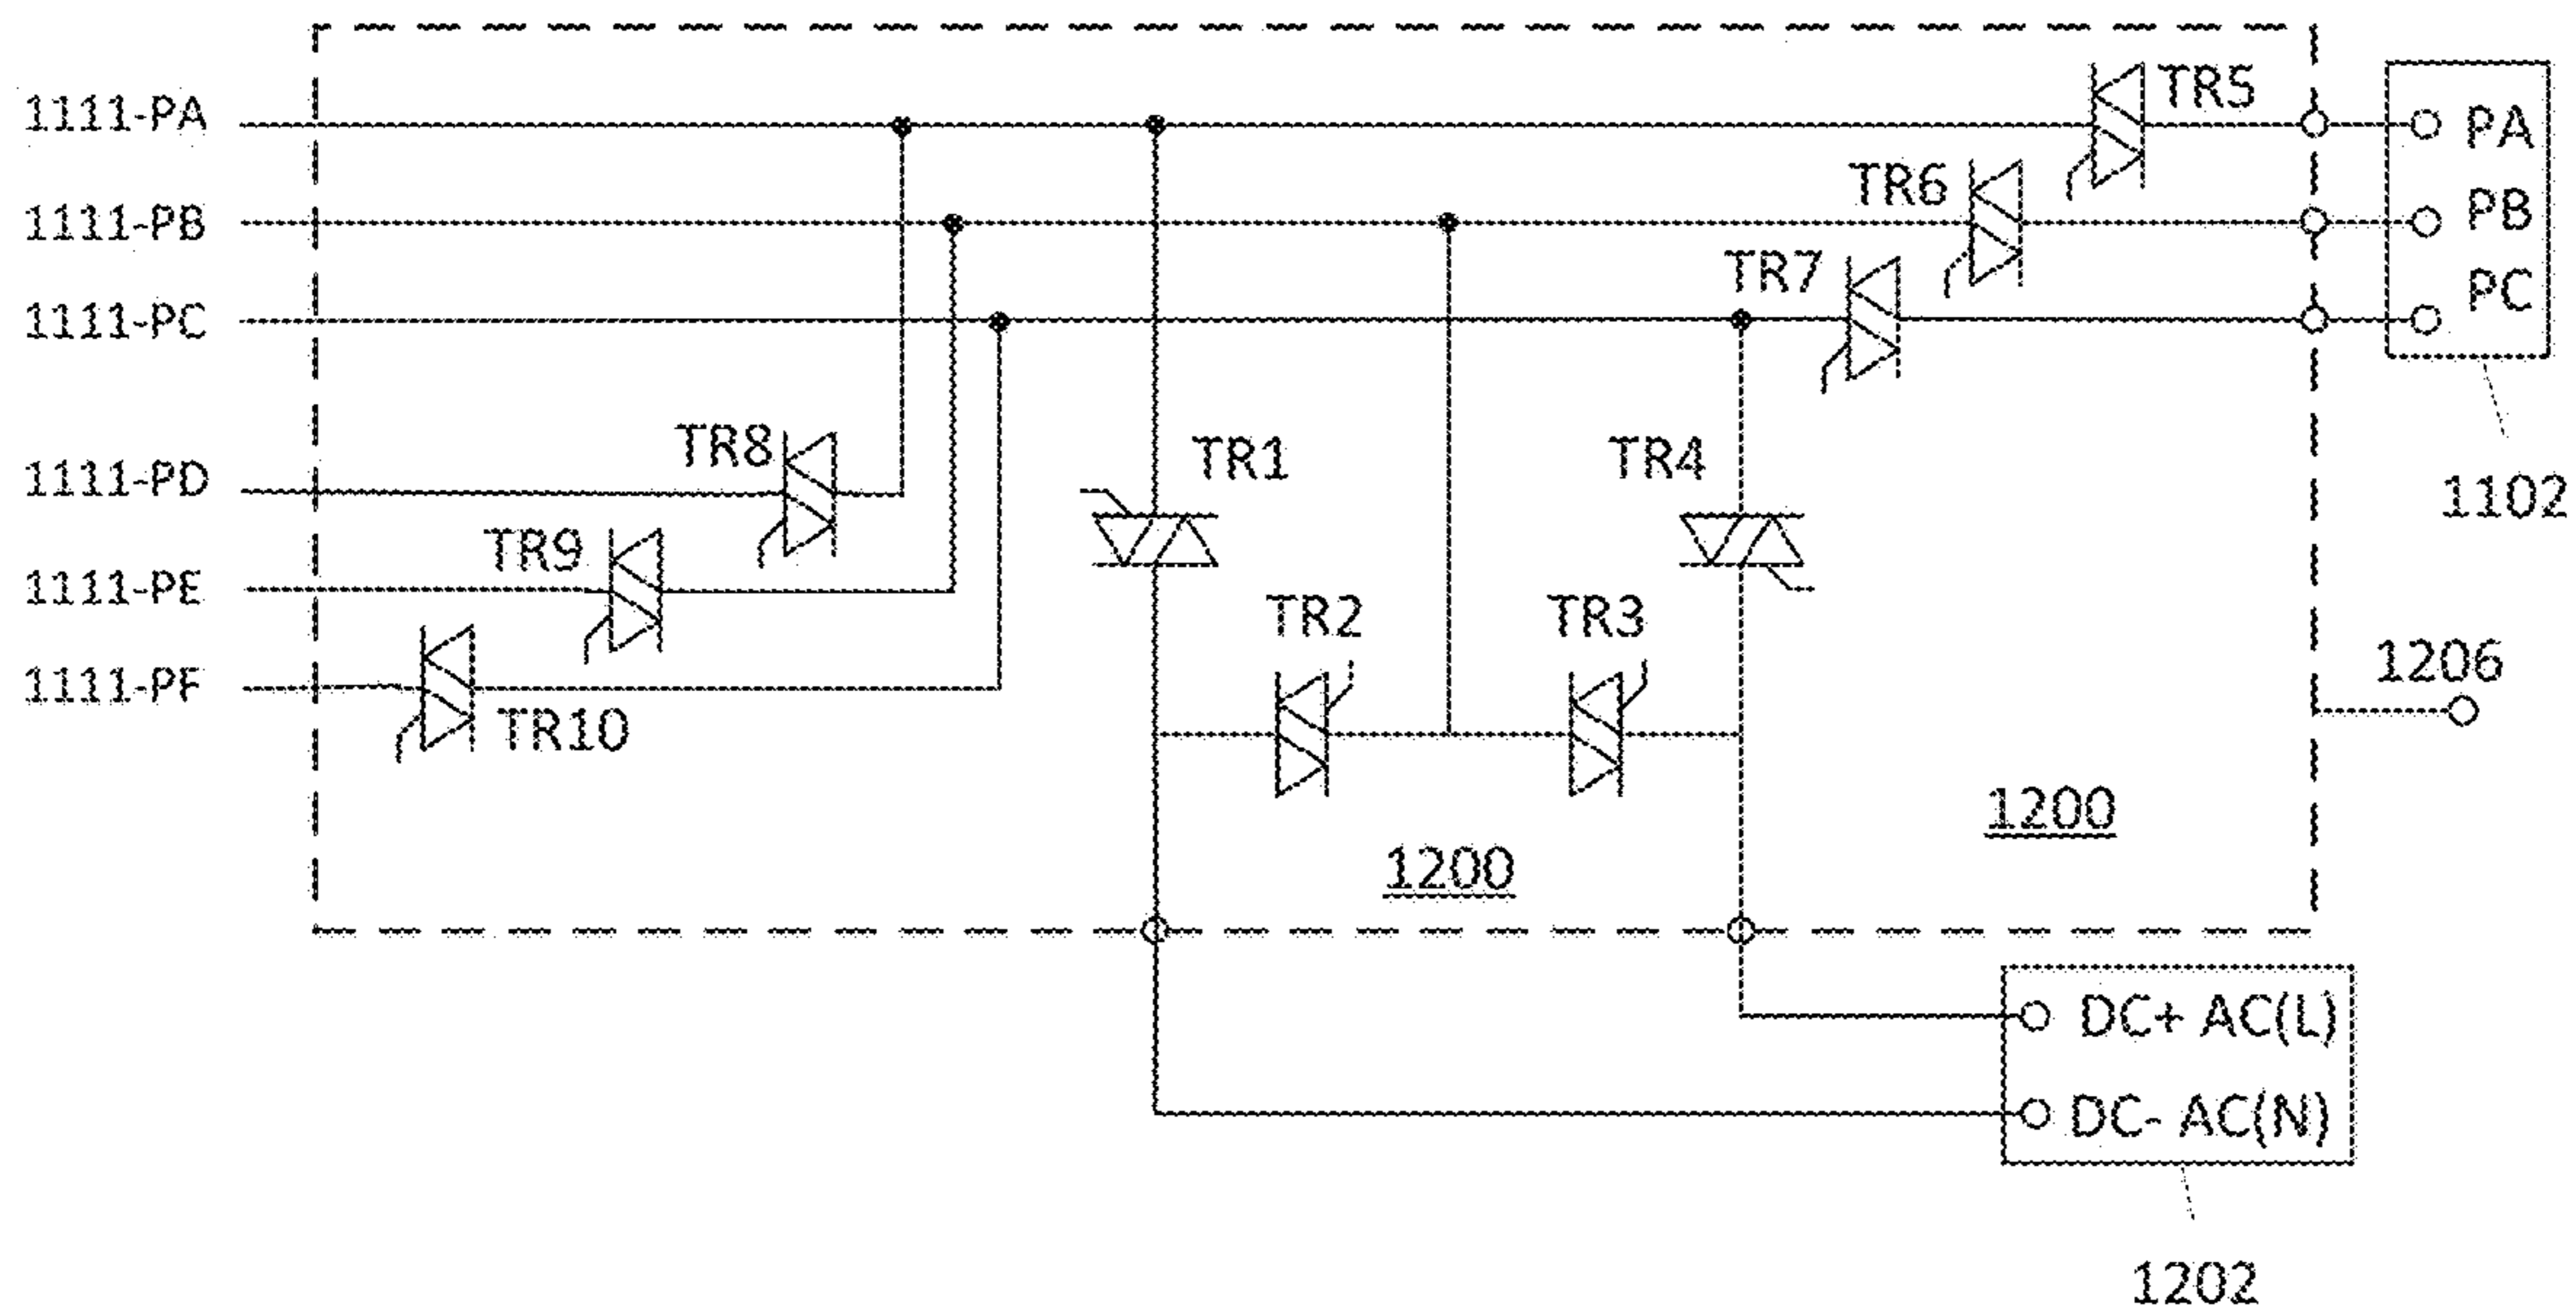 1111-PA
TR5
PA
1111-PB
TR6
PB
1111-PC
TR7
PC
1111-PD
TR8
TR1
TR4
1102
1111-PE
TR9
TR2
TR3
1111-PF
TR10
1206
1200
1200
DC+ AC(L)
DC- AC(N)
1202